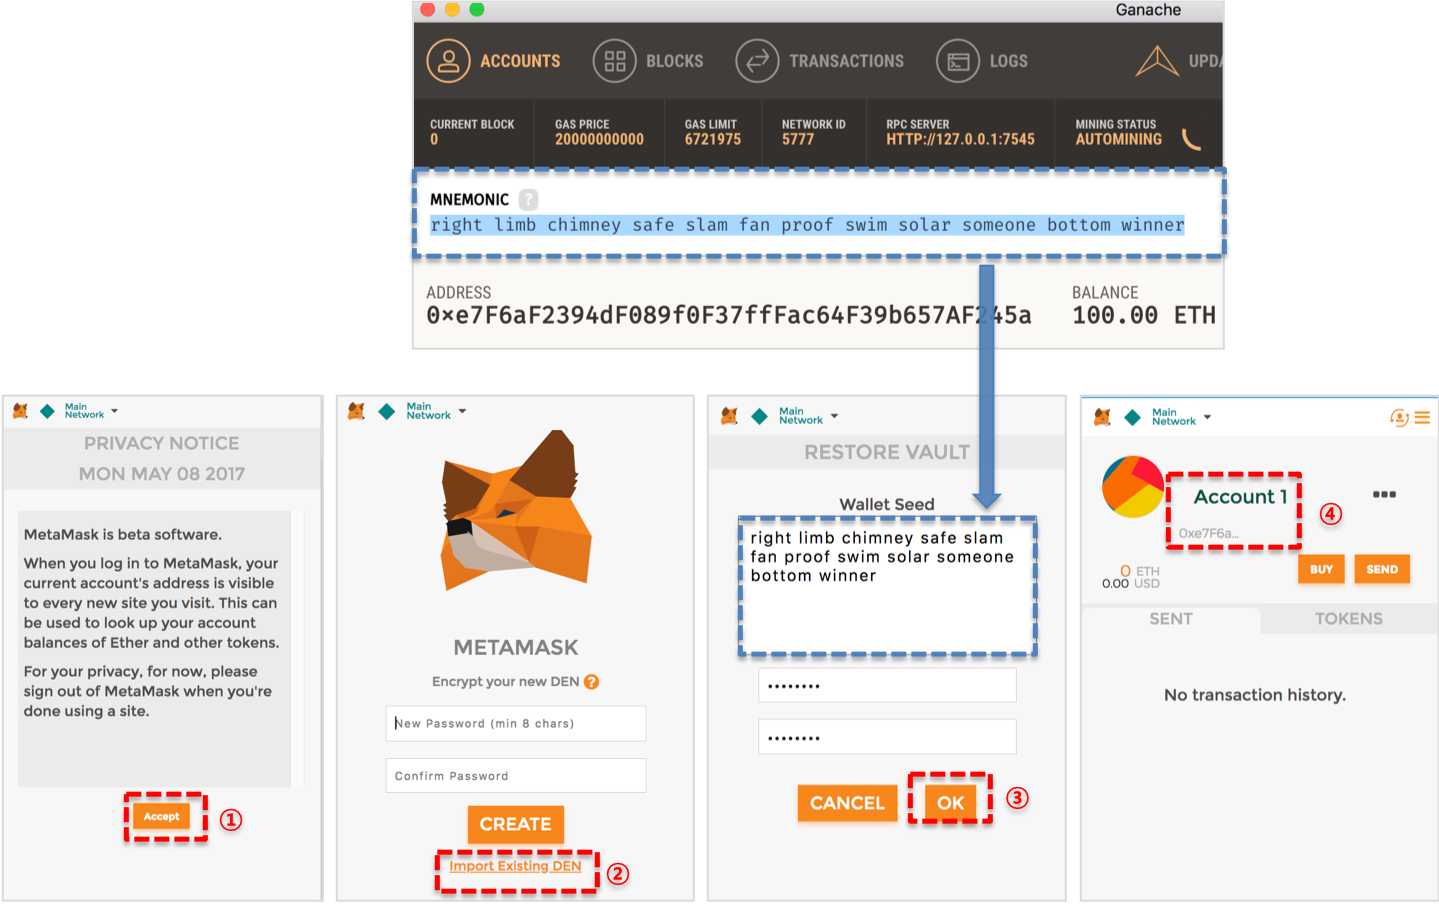 Ganache
ACCOUNTS
BLOCKS
TRANSACTIONS
LOGS
UPDA
CURRENT BLOCK
0
GAS PRICE
20000000000
GAS LIMIT
6721975
NETWORK ID
5777
RPC SERVER
HTTP://127.0.0.1:7545
MINING STATUS
AUTOMINING
MNEMONIC ?
right limb chimney safe slam fan proof swim solar someone bottom winner
ADDRESS
0×e7F6aF2394dF089f0F37ffFac64F39b657AF245a
BALANCE
100.00 ETH
Main
Network
PRIVACY NOTICE
MON MAY 08 2017
MetaMask is beta software.
When you log in to MetaMask, your
current account's address is visible
to every new site you visit. This can
be used to look up your account
balances of Ether and other tokens.
For your privacy, for now, please
sign out of MetaMask when you're
done using a site.
Accept
①
Main
Network
METAMASK
Encrypt your new DEN ?
New Password (min 8 chars)
Confirm Password
CREATE
Import Existing DEN
②
Main
Network
RESTORE VAULT
Wallet Seed
right limb chimney safe slam
fan proof swim solar someone
bottom winner
••••••••
••••••••
CANCEL
OK
③
Main
Network
Account 1
0xe7F6a...
④
0 ETH
0.00 USD
BUY
SEND
SENT
TOKENS
No transaction history.